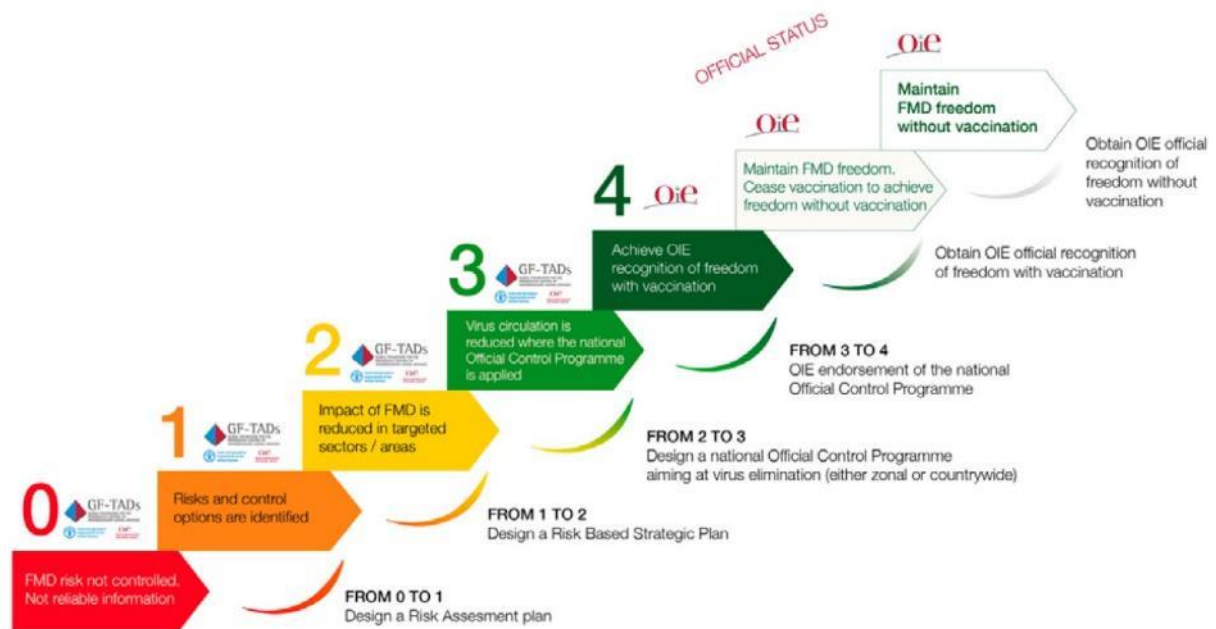 OFFICIAL STATUS
OiE
Maintain
FMD freedom
without vaccination
Obtain OIE official
recognition of
freedom without
vaccination
OiE
Maintain FMD freedom.
Cease vaccination to achieve
freedom without vaccination
Obtain OIE official recognition
of freedom with vaccination
4
OiE
Achieve OIE
recognition of freedom
with vaccination
FROM 3 TO 4
OIE endorsement of the national
Official Control Programme
3
GF-TADs
Virus circulation is
reduced where the national
Official Control Programme
is applied
FROM 2 TO 3
Design a national Official Control Programme
aiming at virus elimination (either zonal or countrywide)
2
GF-TADs
Impact of FMD is
reduced in targeted
sectors / areas
FROM 1 TO 2
Design a Risk Based Strategic Plan
1
GF-TADs
Risks and control
options are identified
FROM 0 TO 1
Design a Risk Assesment plan
0
GF-TADs
FMD risk not controlled.
Not reliable information